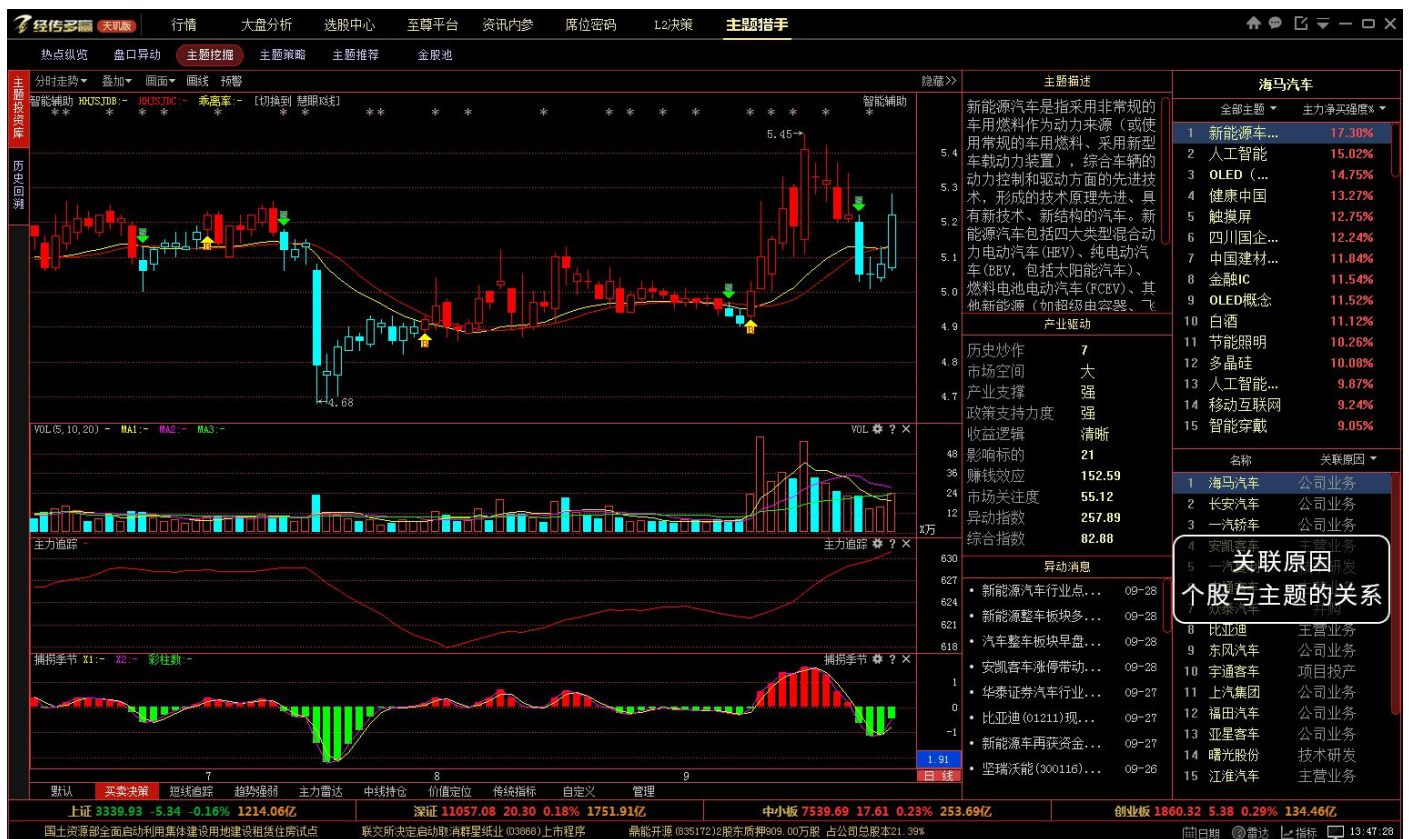 经传多赢 天玑版 行情 大盘分析 选股中心 至尊平台 资讯内参 席位密码 L2决策 主题猎手
热点纵览 盘口异动 主题挖掘 主题策略 主题推荐 金股池
主题投资库
历史回溯
分时走势 叠加 画面 画线 预警 隐藏>>
智能辅助 HHJSJDB:- HHJSJDC:- 乖离率:- [切换到 慧眼K线] 智能辅助
5.45→
5.4
5.3
5.2
5.1
5.0
4.9
4.8
4.7
←4.68
VOL(5,10,20) - MA1:- MA2:- MA3:- VOL ? ×
48
36
24
12
X万
主力追踪 - 主力追踪 ? ×
630
627
624
621
618
捕捞季节 X1:- X2:- 彩柱数:- 捕捞季节 ? ×
1
0
-1
1.91
7 8 9 日线
默认 买卖决策 短线追踪 趋势强弱 主力雷达 中线持仓 价值定位 传统指标 自定义 管理
主题描述
新能源汽车是指采用非常规的
车用燃料作为动力来源（或使
用常规的车用燃料、采用新型
车载动力装置），综合车辆的
动力控制和驱动方面的先进技
术，形成的技术原理先进、具
有新技术、新结构的汽车。新
能源汽车包括四大类型混合动
力电动汽车(HEV)、纯电动汽
车(BEV，包括太阳能汽车)、
燃料电池电动汽车(FCEV)、其
他新能源（如超级电容器、飞
产业驱动
历史炒作 7
市场空间 大
产业支撑 强
政策支持力度 强
收益逻辑 清晰
影响标的 21
赚钱效应 152.59
市场关注度 55.12
异动指数 257.89
综合指数 82.88
异动消息
• 新能源汽车行业点... 09-28
• 新能源整车板块多... 09-28
• 汽车整车板块早盘... 09-28
• 安凯客车涨停带动... 09-28
• 华泰证券汽车行业... 09-27
• 比亚迪(01211)现... 09-27
• 新能源车再获资金... 09-27
• 坚瑞沃能(300116)... 09-26
海马汽车
全部主题 主力净买强度%
1 新能源车... 17.30%
2 人工智能 15.02%
3 OLED（... 14.75%
4 健康中国 13.27%
5 触摸屏 12.75%
6 四川国企... 12.24%
7 中国建材... 11.84%
8 金融IC 11.54%
9 OLED概念 11.52%
10 白酒 11.12%
11 节能照明 10.26%
12 多晶硅 10.08%
13 人工智能... 9.87%
14 移动互联网 9.24%
15 智能穿戴 9.05%
名称 关联原因
1 海马汽车 公司业务
2 长安汽车 公司业务
3 一汽轿车 公司业务
4 安凯客车 主营业务
关联原因
个股与主题的关系
8 比亚迪 主营业务
9 东风汽车 公司业务
10 宇通客车 项目投产
11 上汽集团 公司业务
12 福田汽车 公司业务
13 亚星客车 公司业务
14 曙光股份 技术研发
15 江淮汽车 主营业务
上证 3339.93 -5.34 -0.16% 1214.06亿 深证 11057.08 20.30 0.18% 1751.91亿 中小板 7539.69 17.61 0.23% 253.69亿 创业板 1860.32 5.38 0.29% 134.46亿
国土资源部全面启动利用集体建设用地建设租赁住房试点 联交所决定启动取消群星纸业(03868)上市程序 鼎能开源(835172)2股东质押909.00万股 占公司总股本21.39% 日期 雷达 指标 13:47:28